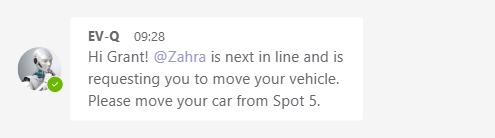 EV-Q 09:28
Hi Grant! @Zahra is next in line and is
requesting you to move your vehicle.
Please move your car from Spot 5.